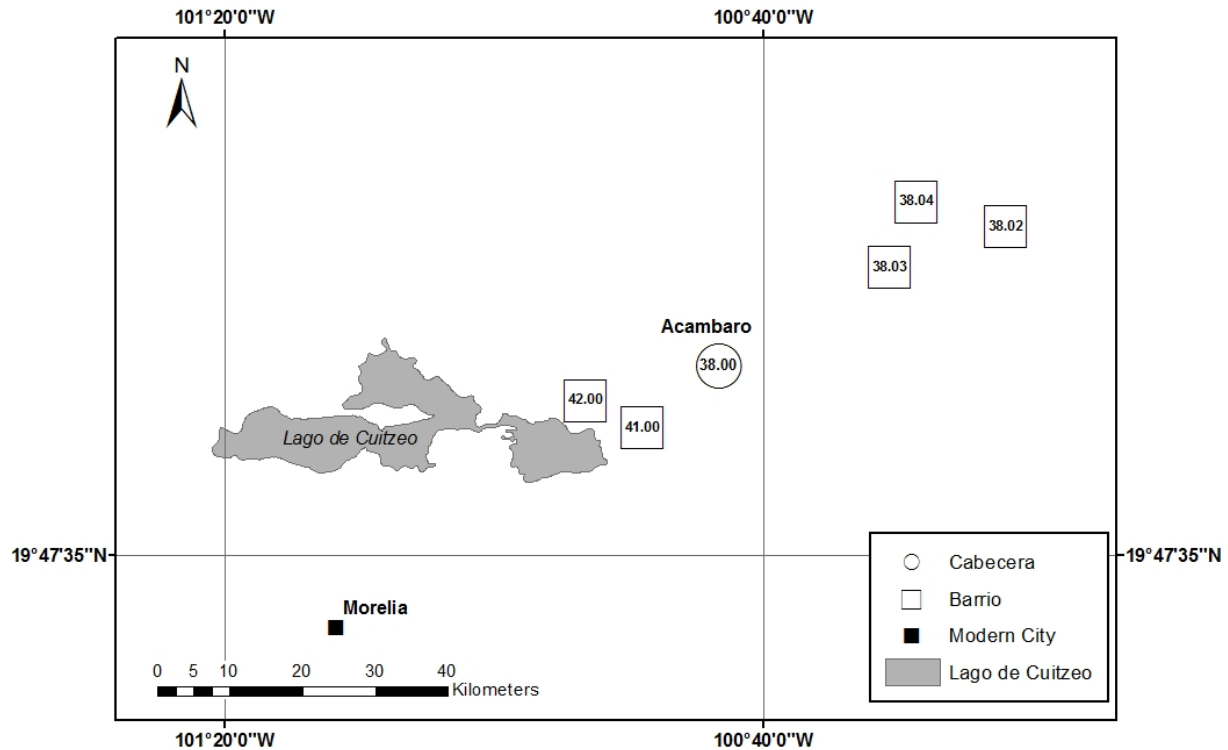 101°20'0"W 100°40'0"W
N
38.04
38.02
38.03
Acambaro
38.00
42.00
41.00
Lago de Cuitzeo
19°47'35"N 19°47'35"N
Cabecera
Barrio
Modern City
Lago de Cuitzeo
Morelia
0 5 10 20 30 40
Kilometers
101°20'0"W 100°40'0"W